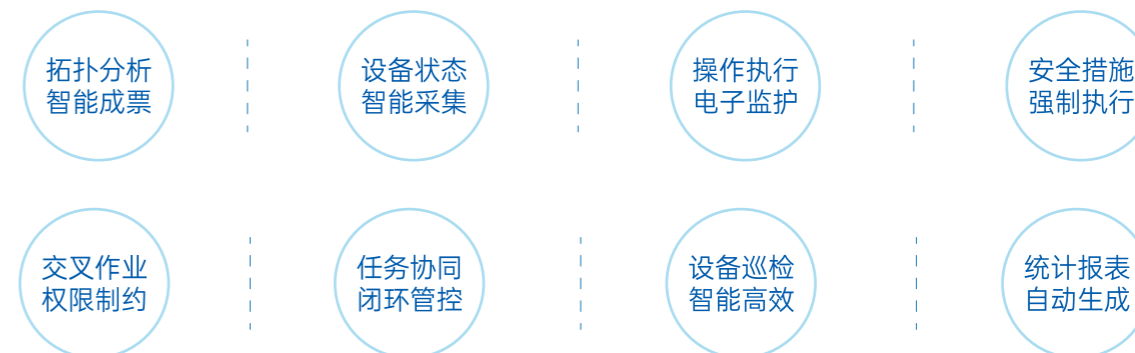 拓扑分析
智能成票
设备状态
智能采集
操作执行
电子监护
安全措施
强制执行
交叉作业
权限制约
任务协同
闭环管控
设备巡检
智能高效
统计报表
自动生成